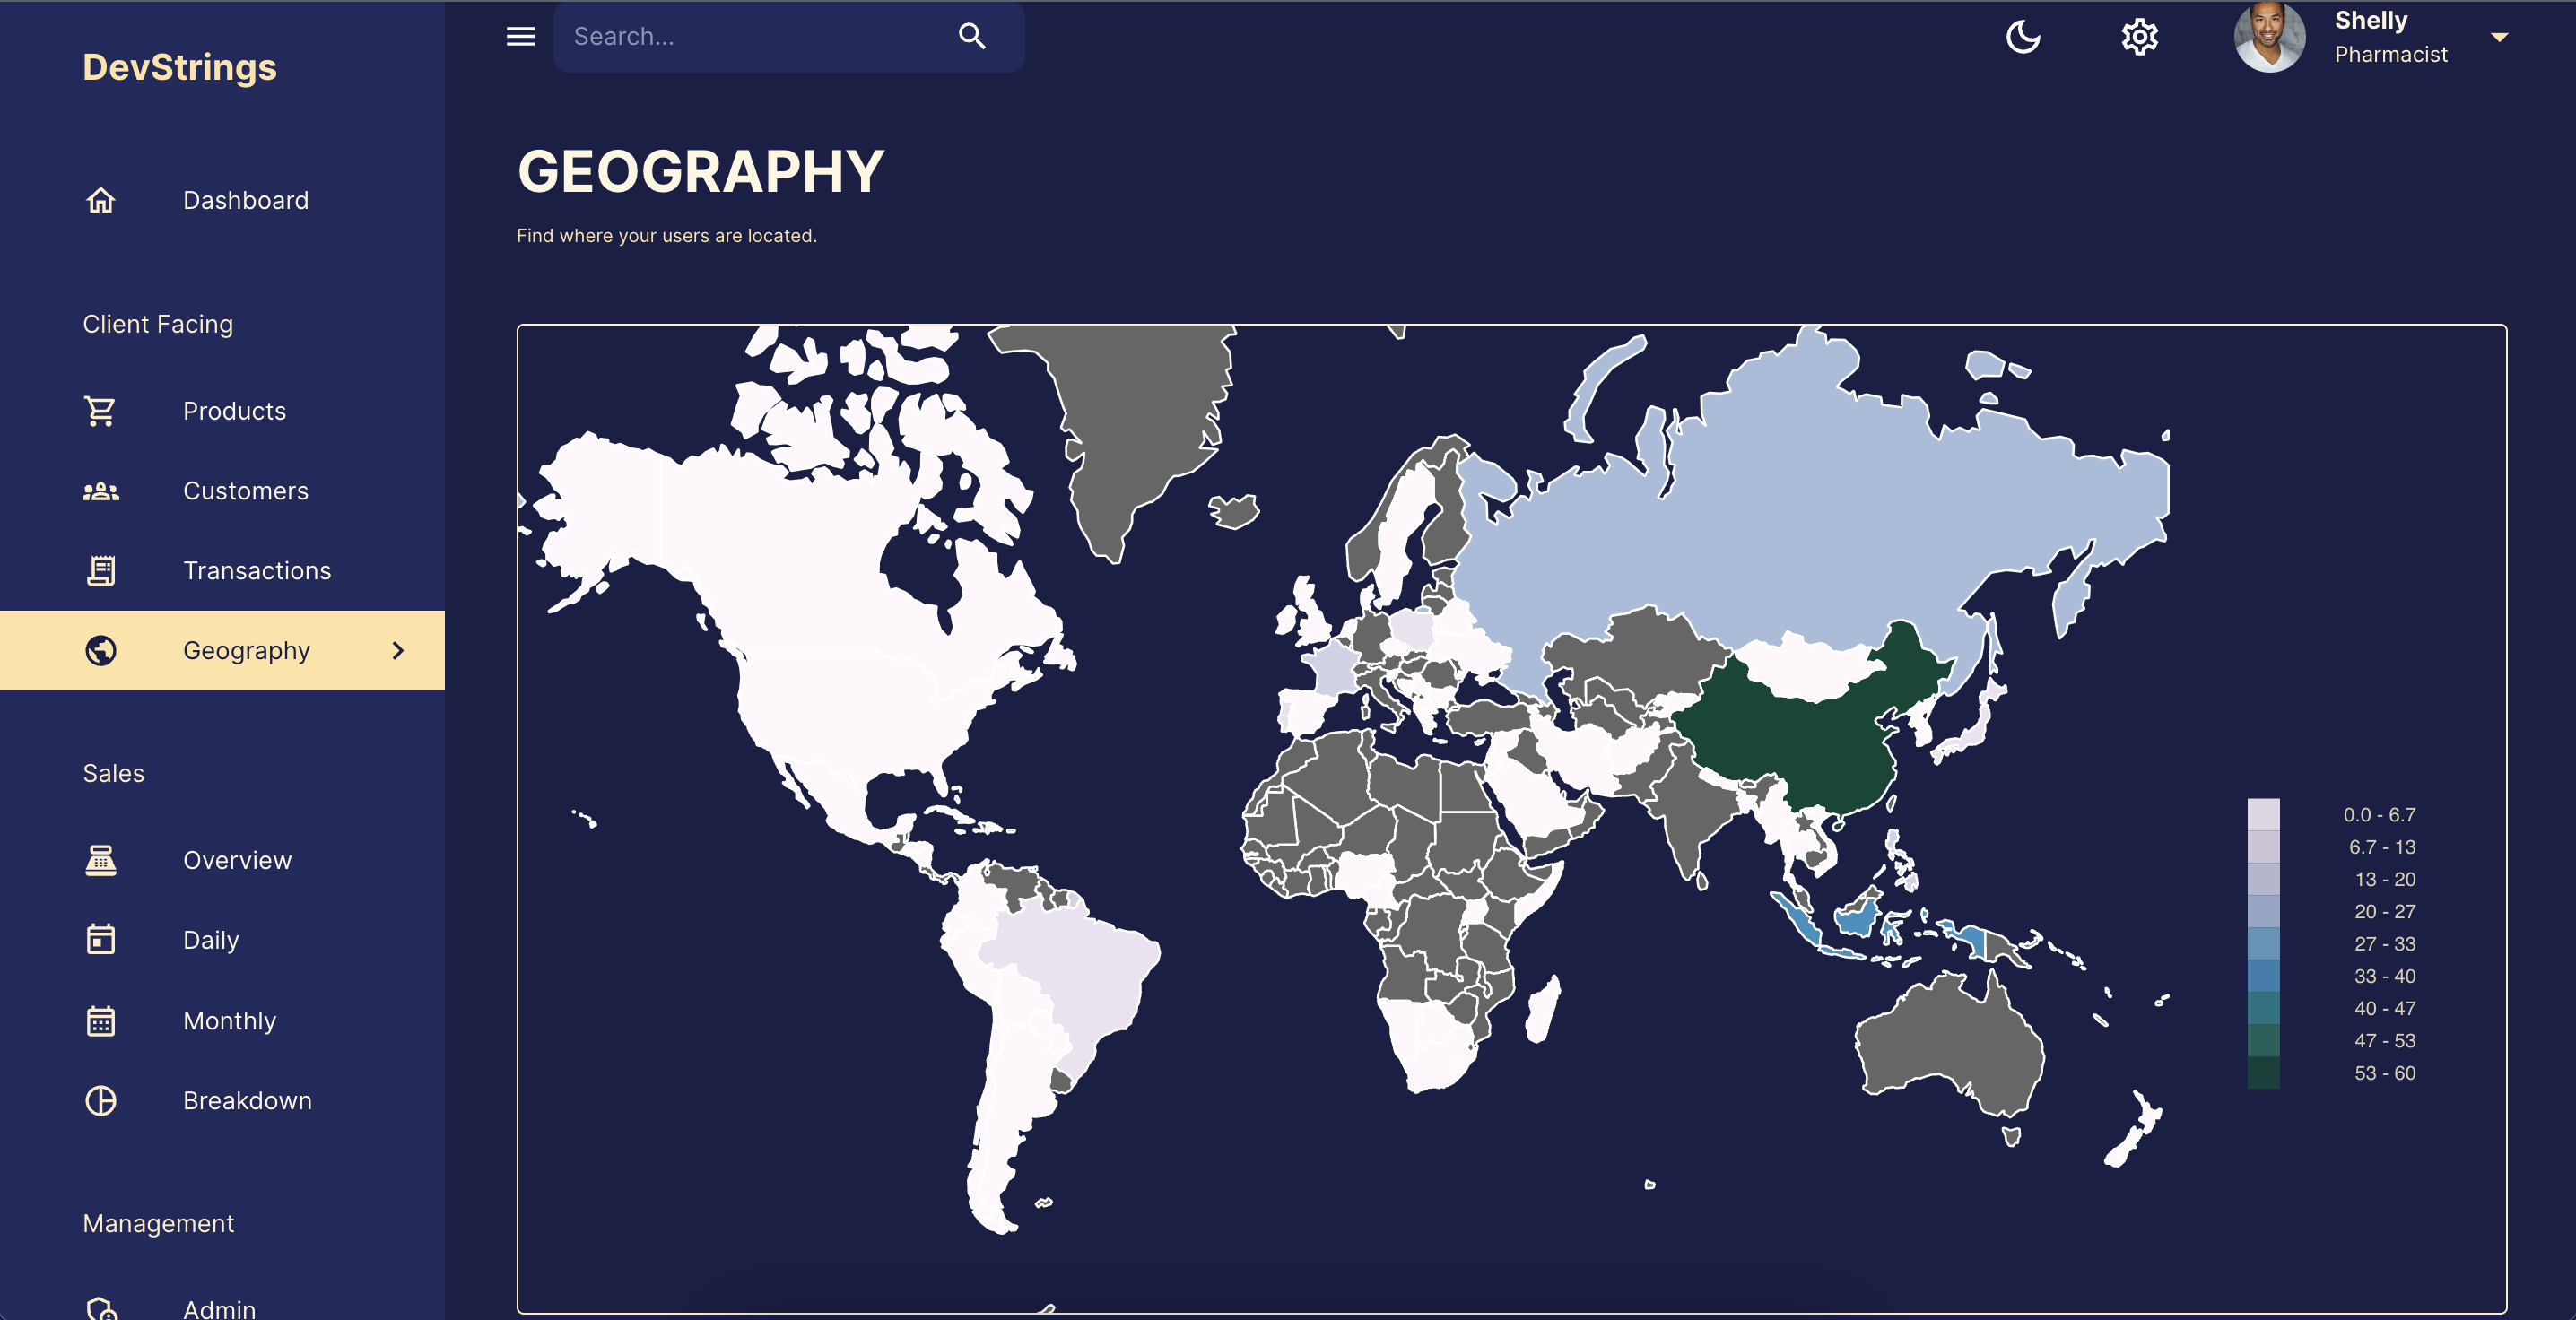 DevStrings
Dashboard
Client Facing
Products
Customers
Transactions
Geography
Sales
Overview
Daily
Monthly
Breakdown
Management
Admin
Search...
Shelly
Pharmacist
GEOGRAPHY
Find where your users are located.
0.0 - 6.7
6.7 - 13
13 - 20
20 - 27
27 - 33
33 - 40
40 - 47
47 - 53
53 - 60